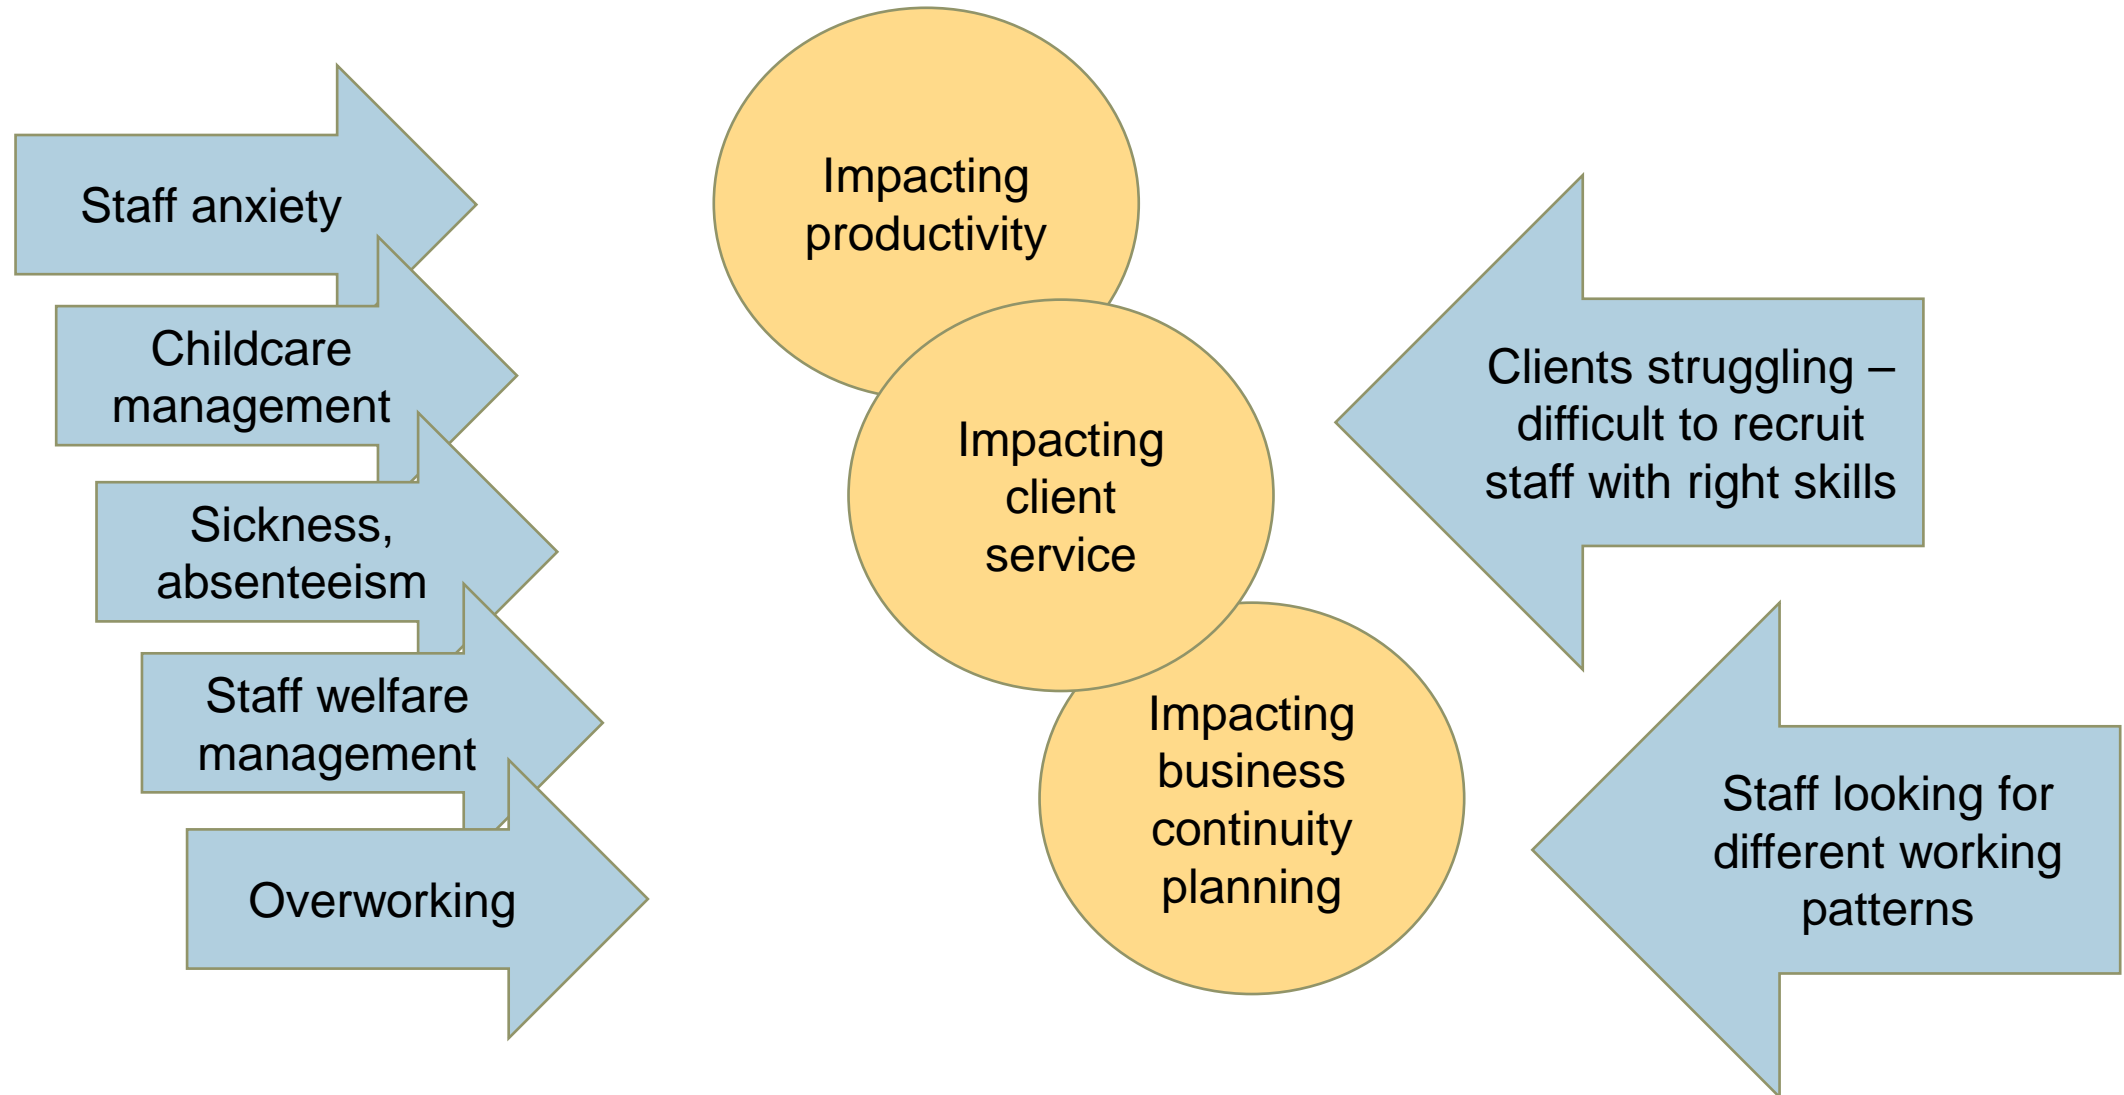 Staff anxiety
Childcare
management
Sickness,
absenteeism
Staff welfare
management
Overworking
Impacting
productivity
Impacting
client
service
Impacting
business
continuity
planning
Clients struggling –
difficult to recruit
staff with right skills
Staff looking for
different working
patterns